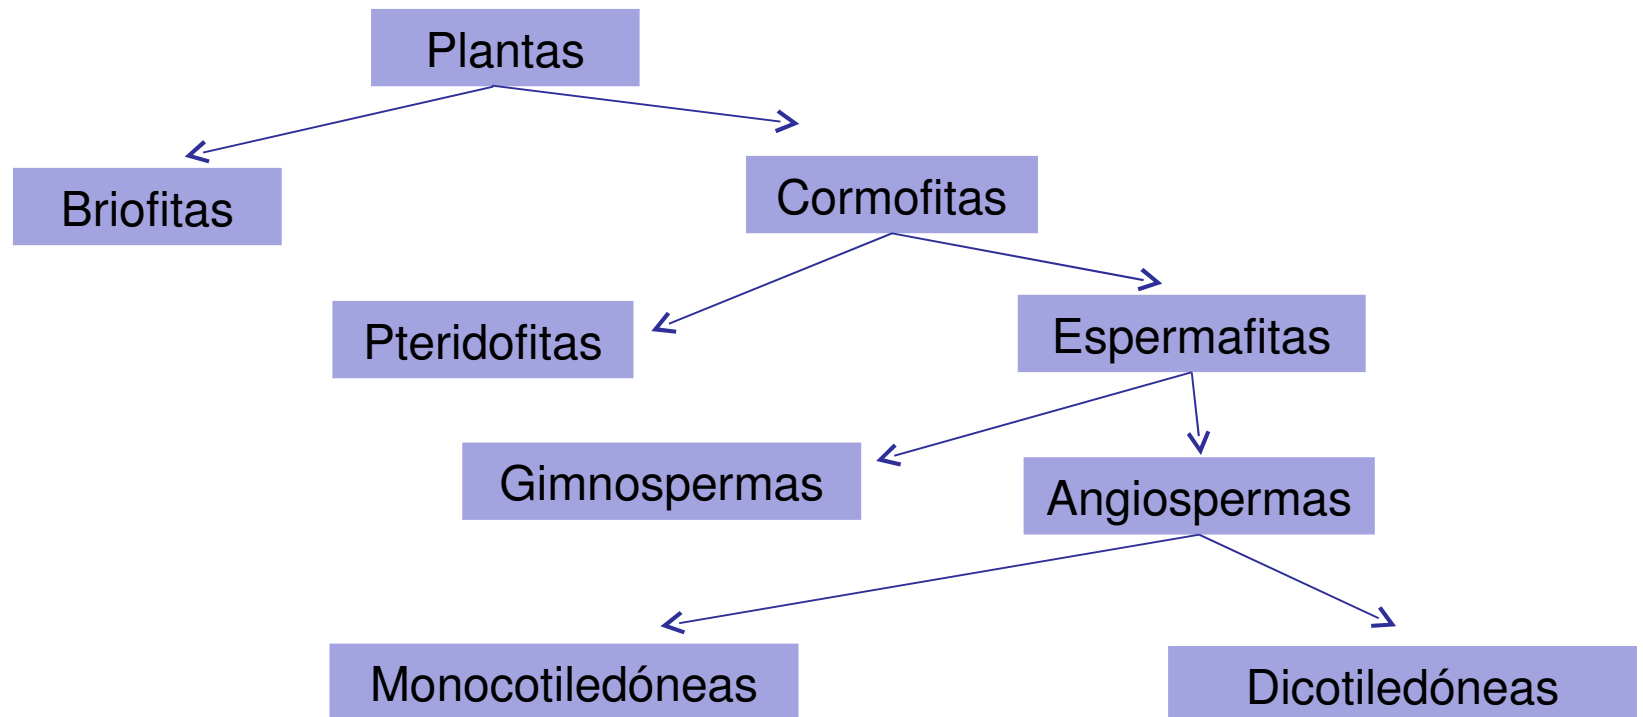 Plantas
Briofitas
Cormofitas
Pteridofitas
Espermafitas
Gimnospermas
Angiospermas
Monocotiledóneas
Dicotiledóneas